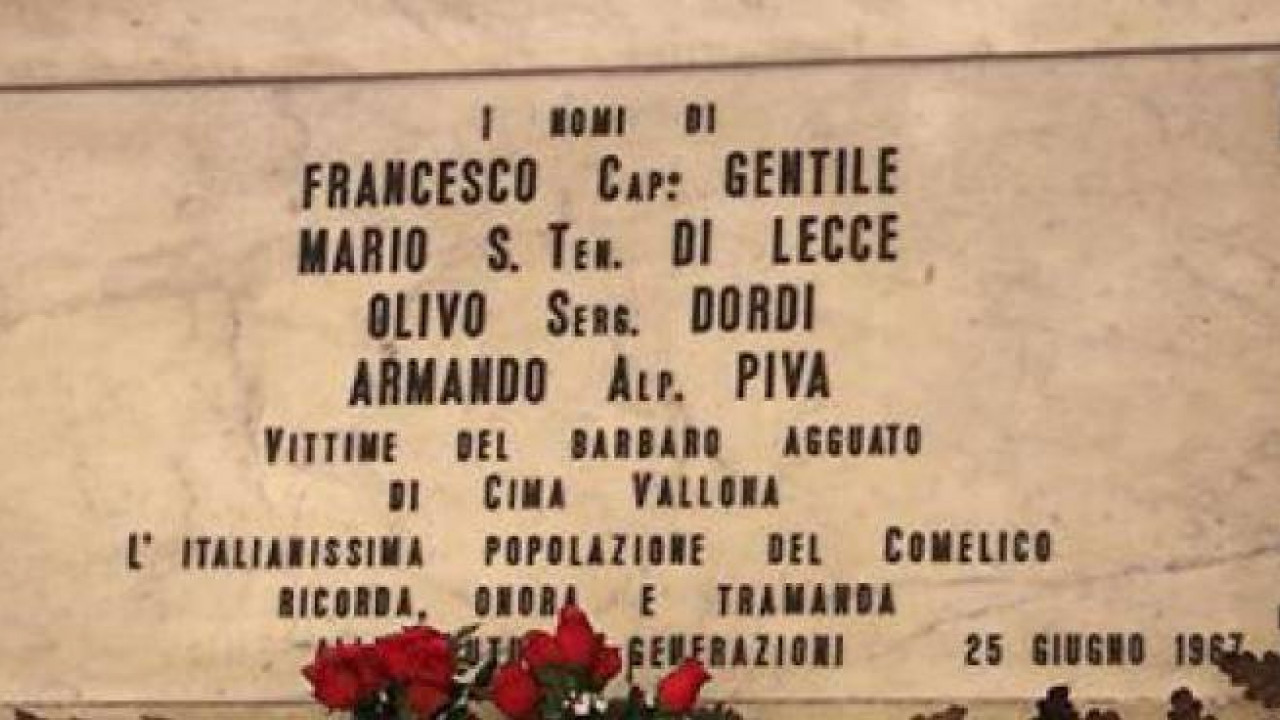 I NOMI DI
FRANCESCO CAP: GENTILE
MARIO S. TEN. DI LECCE
OLIVO SERG. DORDI
ARMANDO ALP. PIVA
VITTIME DEL BARBARO AGGUATO
DI CIMA VALLONA
L' ITALIANISSIMA POPOLAZIONE DEL COMELICO
RICORDA, ONORA E TRAMANDA
GENERAZIONI 25 GIUGNO 1967